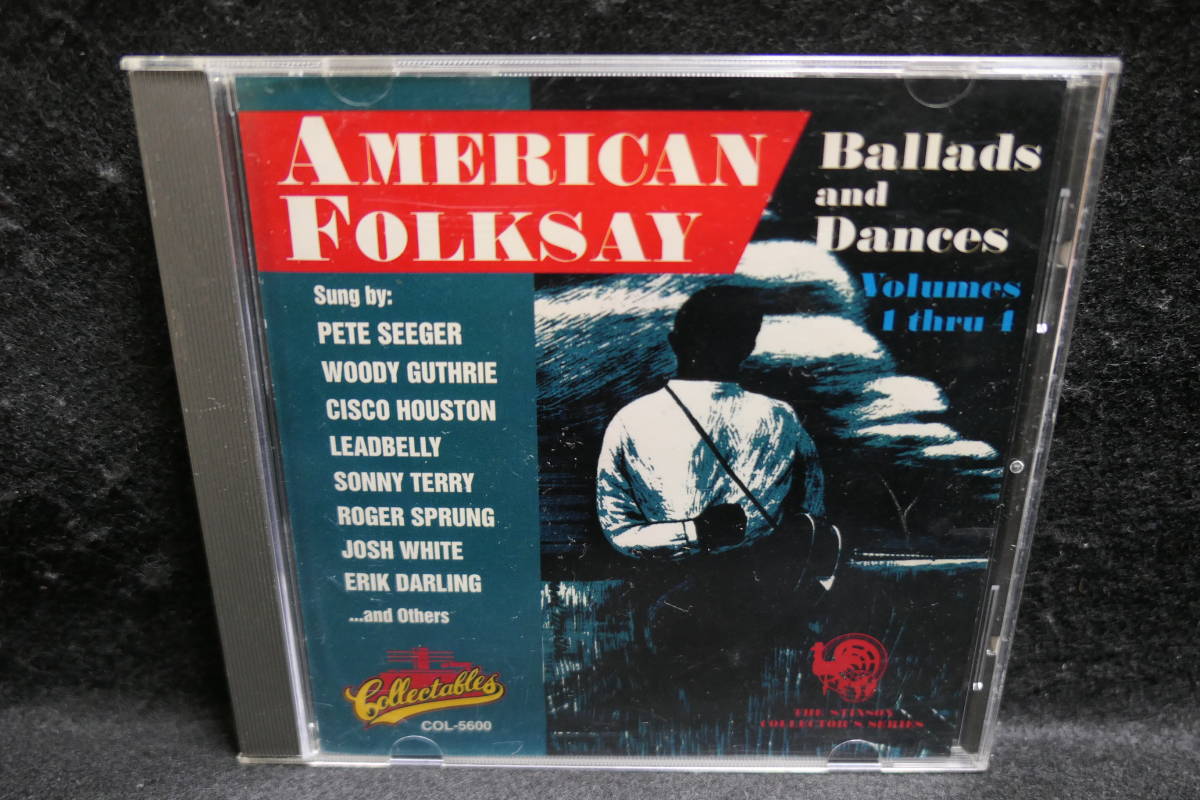 AMERICAN
FOLKSAY
Ballads
and
Dances
Volumes
1 thru 4
Sung by:
PETE SEEGER
WOODY GUTHRIE
CISCO HOUSTON
LEADBELLY
SONNY TERRY
ROGER SPRUNG
JOSH WHITE
ERIK DARLING
...and Others
Collectables
COL-5600
THE STINSON
COLLECTOR'S SERIES